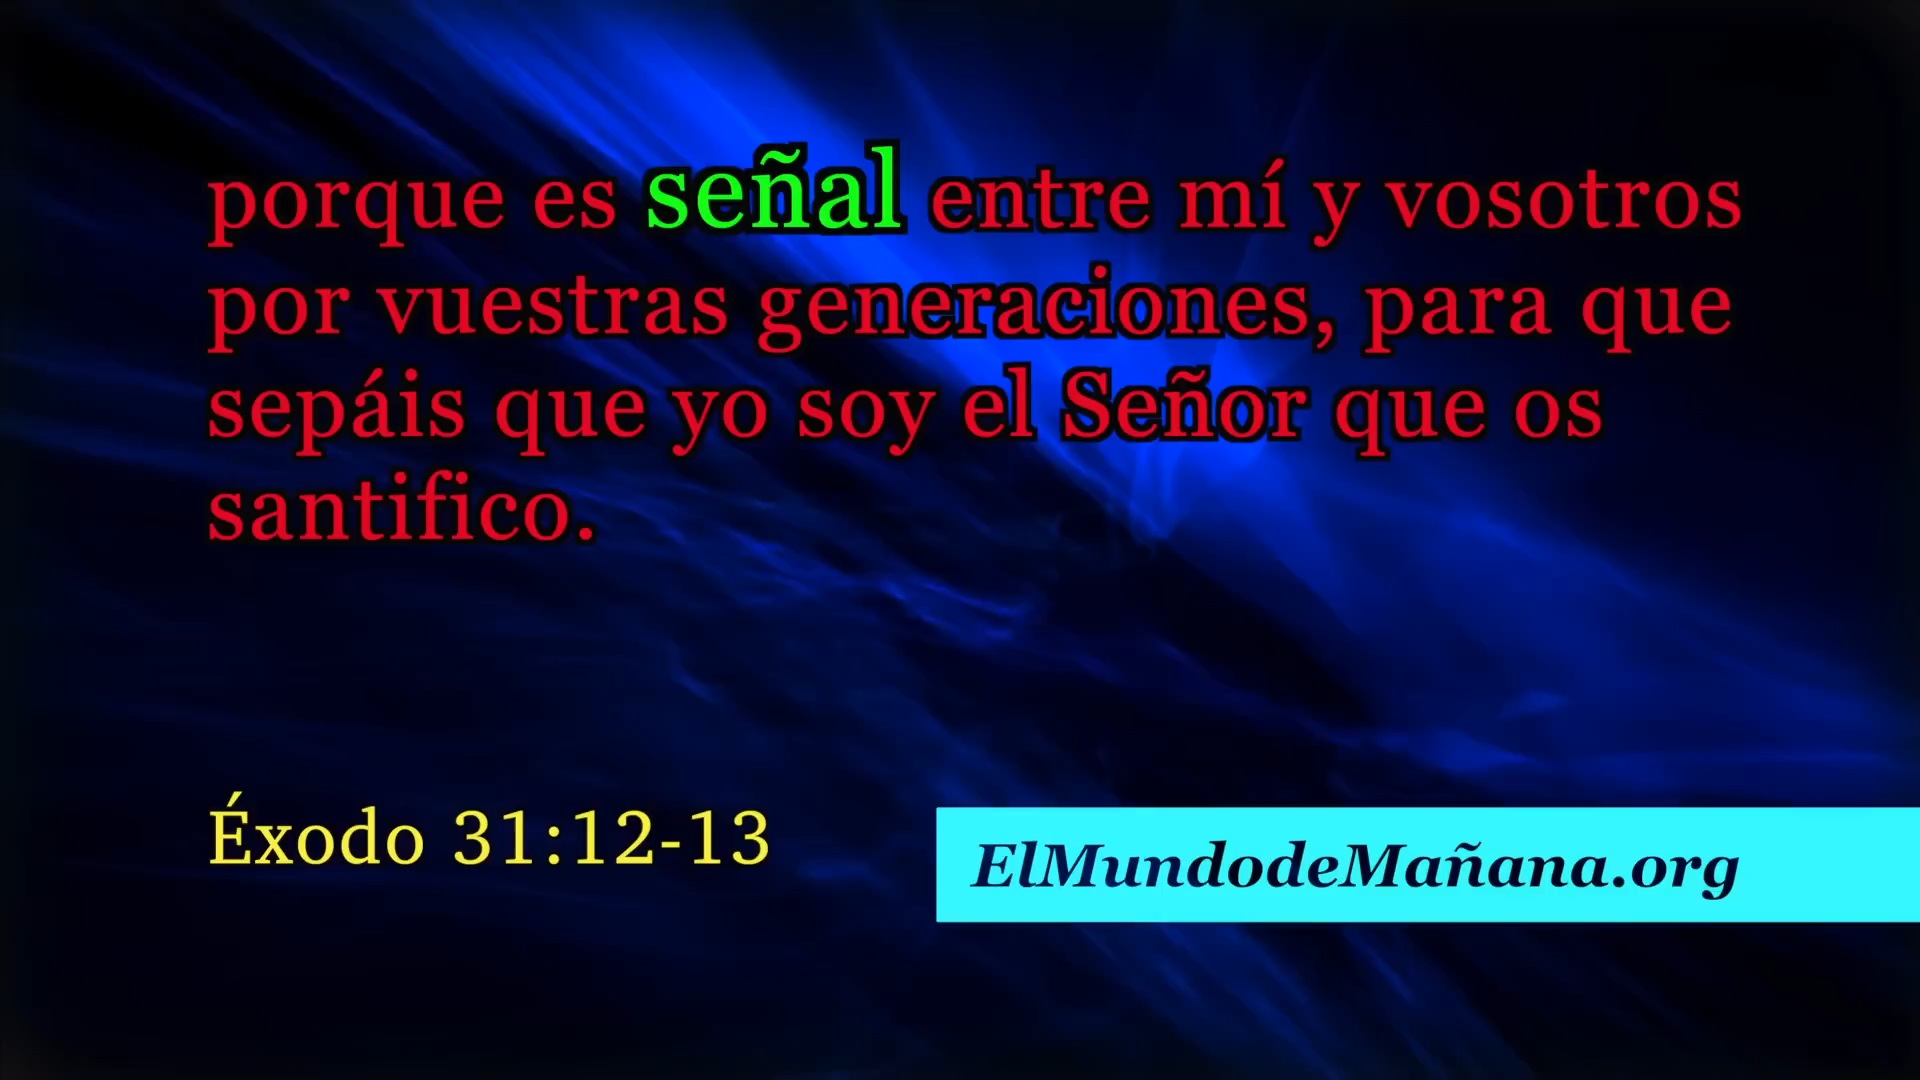 porque es señal entre mí y vosotros
por vuestras generaciones, para que
sepáis que yo soy el Señor que os
santifico.
Éxodo 31:12-13
ElMundodeMañana.org